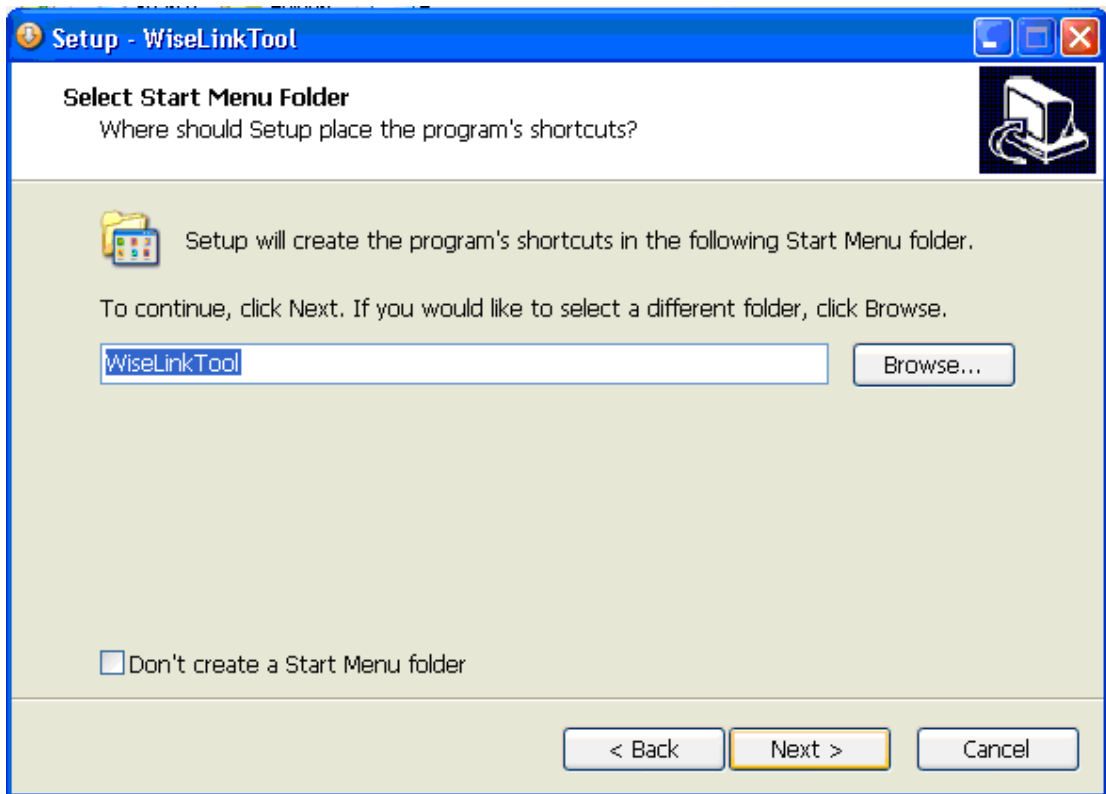 Setup - WiseLinkTool
Select Start Menu Folder
Where should Setup place the program's shortcuts?
Setup will create the program's shortcuts in the following Start Menu folder.
To continue, click Next. If you would like to select a different folder, click Browse.
WiseLinkTool
Browse...
Don't create a Start Menu folder
< Back
Next >
Cancel